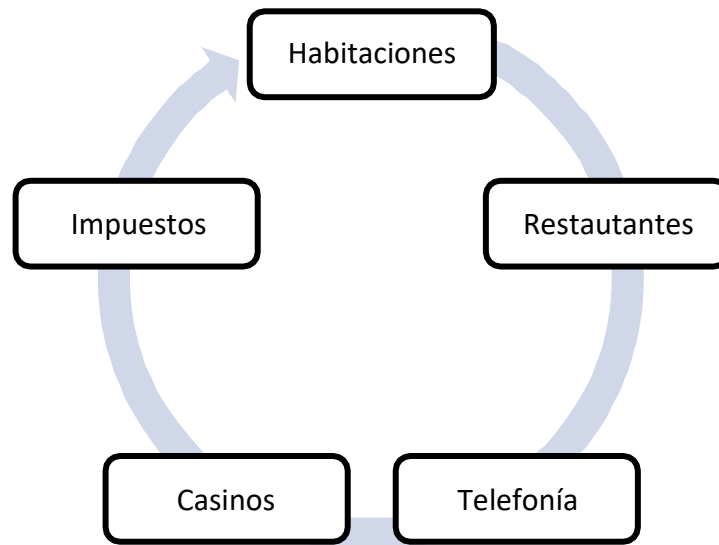 Habitaciones
Restautantes
Telefonía
Casinos
Impuestos